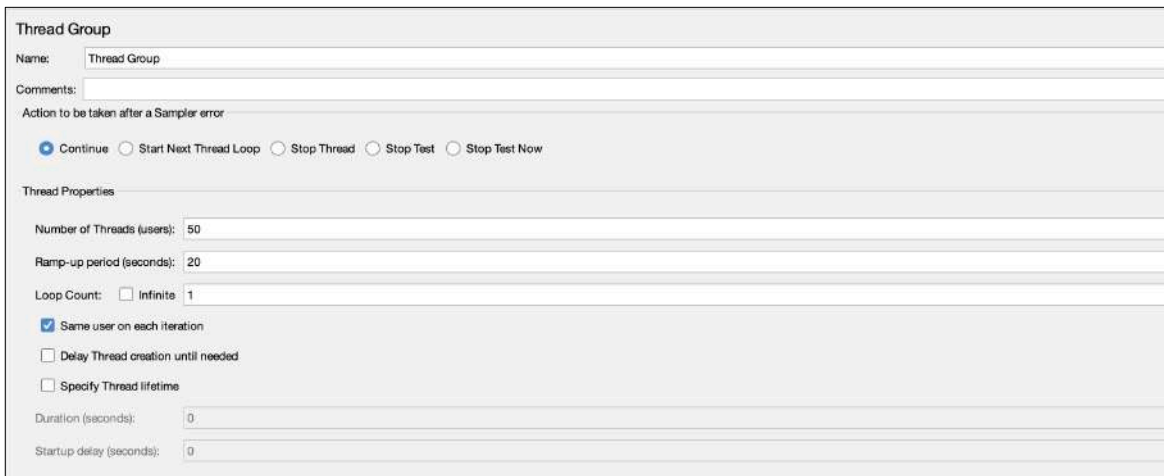 Thread Group
Name: Thread Group
Comments:
Action to be taken after a Sampler error
Continue Start Next Thread Loop Stop Thread Stop Test Stop Test Now
Thread Properties
Number of Threads (users): 50
Ramp-up period (seconds): 20
Loop Count: Infinite 1
Same user on each iteration
Delay Thread creation until needed
Specify Thread lifetime
Duration (seconds): 0
Startup delay (seconds): 0